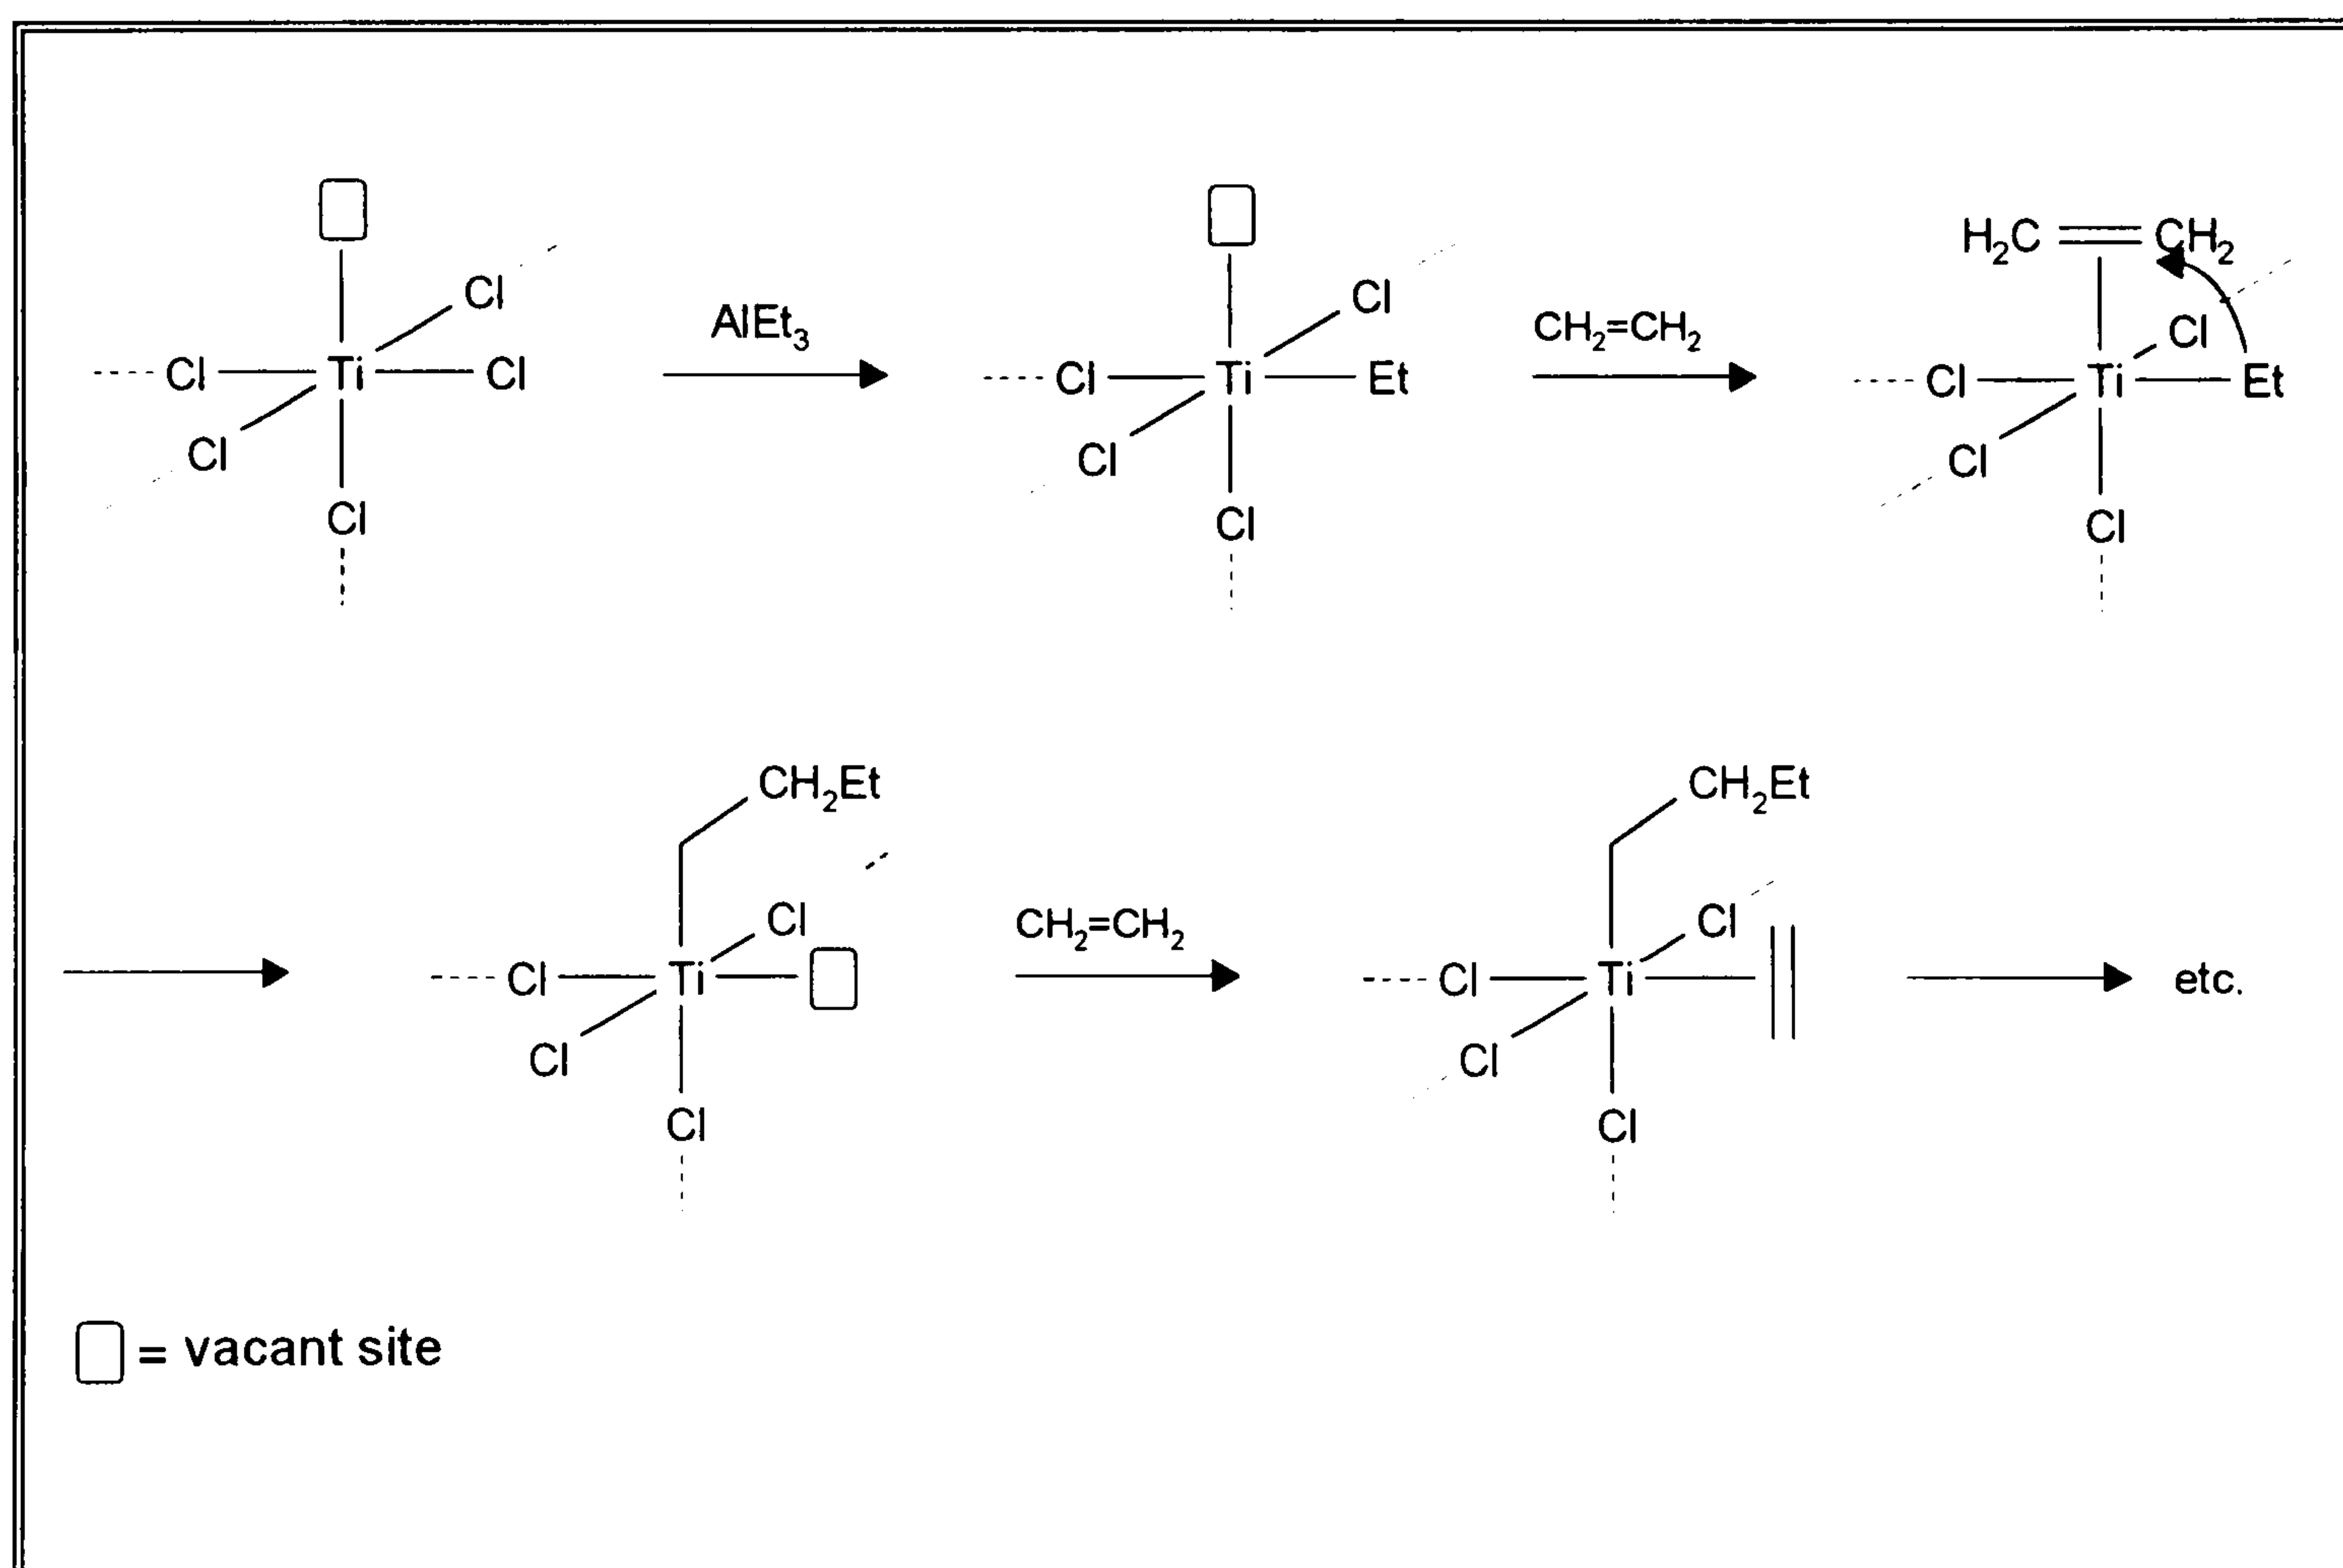 Cl
AlEt3
Cl
CH2=CH2
H2C CH2
Cl
Cl Ti Cl
Cl Ti Et
Cl Ti Et
Cl
Cl
Cl
Cl
Cl
Cl
CH2Et
CH2Et
Cl
CH2=CH2
Cl
Cl Ti
Cl Ti
etc.
Cl
Cl
Cl
Cl
= vacant site